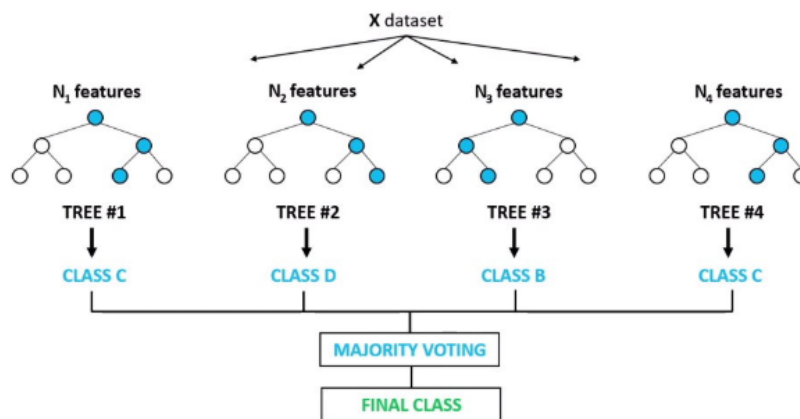 X dataset
N₁ features N₂ features N₃ features N₄ features
TREE #1 TREE #2 TREE #3 TREE #4
CLASS C CLASS D CLASS B CLASS C
MAJORITY VOTING
FINAL CLASS